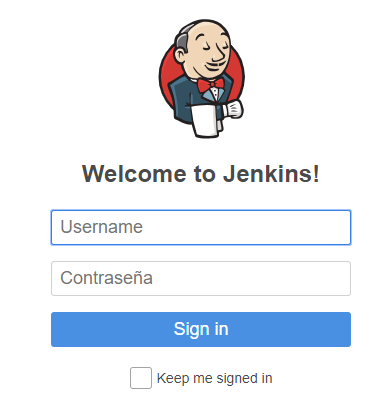 Welcome to Jenkins!
Username
Contraseña
Sign in
Keep me signed in